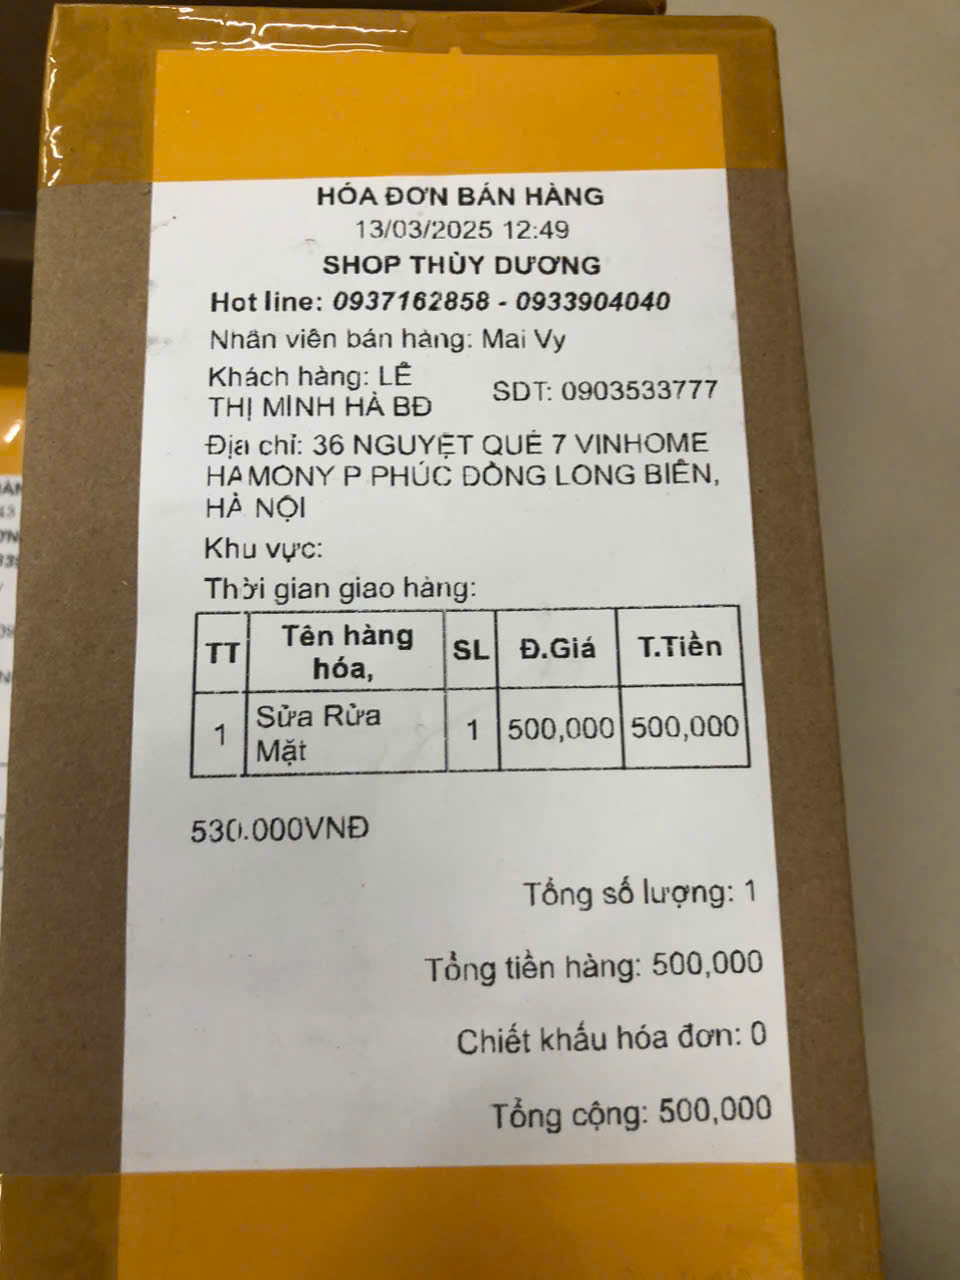 HÓA ĐƠN BÁN HÀNG
13/03/2025 12:49
SHOP THÙY DƯƠNG
Hot line: 0937162858 - 0933904040
Nhân viên bán hàng: Mai Vy
Khách hàng: LÊ
THỊ MINH HÀ BĐ
SDT: 0903533777
Địa chỉ: 36 NGUYỆT QUẾ 7 VINHOME
HAMONY P PHÚC ĐỒNG LONG BIÊN,
HÀ NỘI
Khu vực:
Thời gian giao hàng:
TT Tên hàng hóa, SL Đ.Giá T.Tiền
1 Sửa Rửa Mặt 1 500,000 500,000
530.000VNĐ
Tổng số lượng: 1
Tổng tiền hàng: 500,000
Chiết khấu hóa đơn: 0
Tổng cộng: 500,000